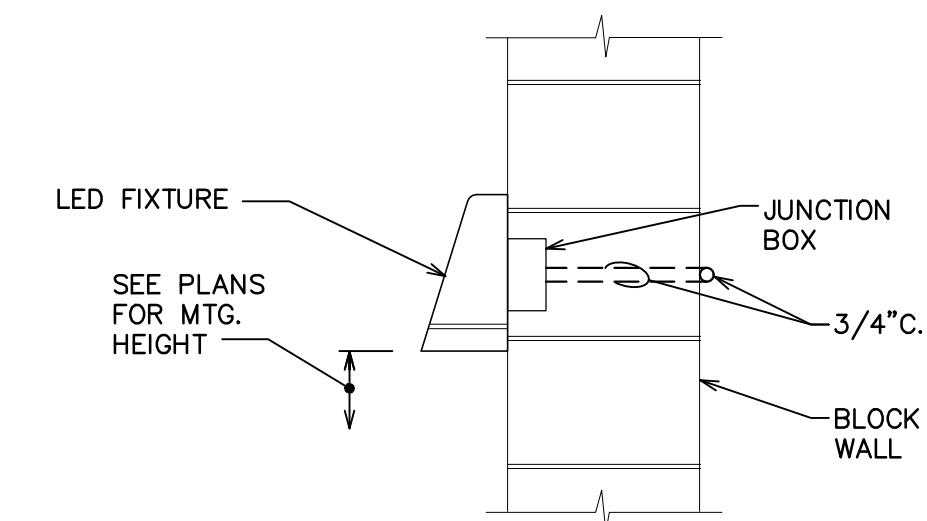 LED FIXTURE
SEE PLANS
FOR MTG.
HEIGHT
JUNCTION
BOX
3/4"C.
BLOCK
WALL